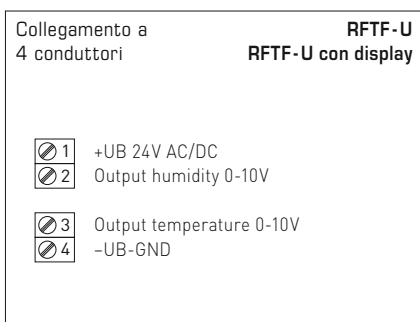 Collegamento a RFTF-U
4 conduttori RFTF-U con display
1 +UB 24V AC/DC
2 Output humidity 0-10V
3 Output temperature 0-10V
4 –UB-GND